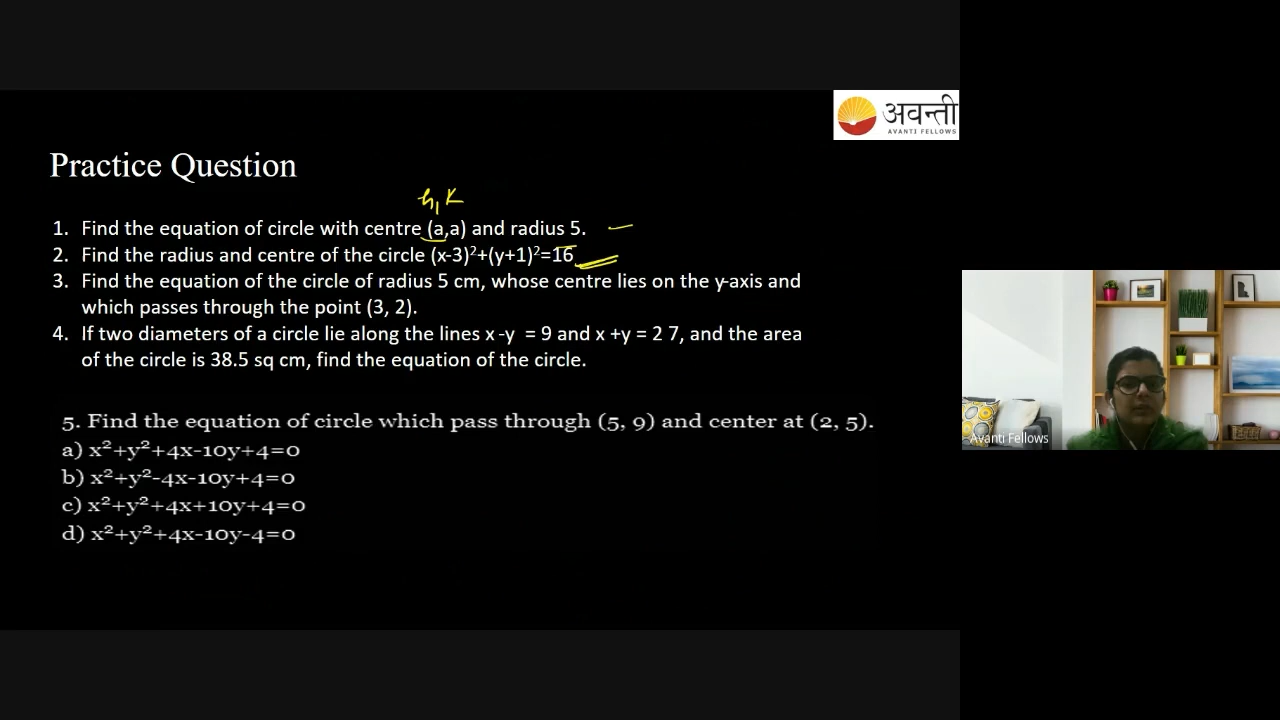 अवन्ती
AVANTI FELLOWS
Practice Question
h, K
1. Find the equation of circle with centre (a,a) and radius 5.
2. Find the radius and centre of the circle (x-3)²+(y+1)²=16
3. Find the equation of the circle of radius 5 cm, whose centre lies on the y-axis and
which passes through the point (3, 2).
4. If two diameters of a circle lie along the lines x -y = 9 and x +y = 2 7, and the area
of the circle is 38.5 sq cm, find the equation of the circle.
5. Find the equation of circle which pass through (5, 9) and center at (2, 5).
a) x²+y²+4x-10y+4=0
b) x²+y²-4x-10y+4=0
c) x²+y²+4x+10y+4=0
d) x²+y²+4x-10y-4=0
Avanti Fellows